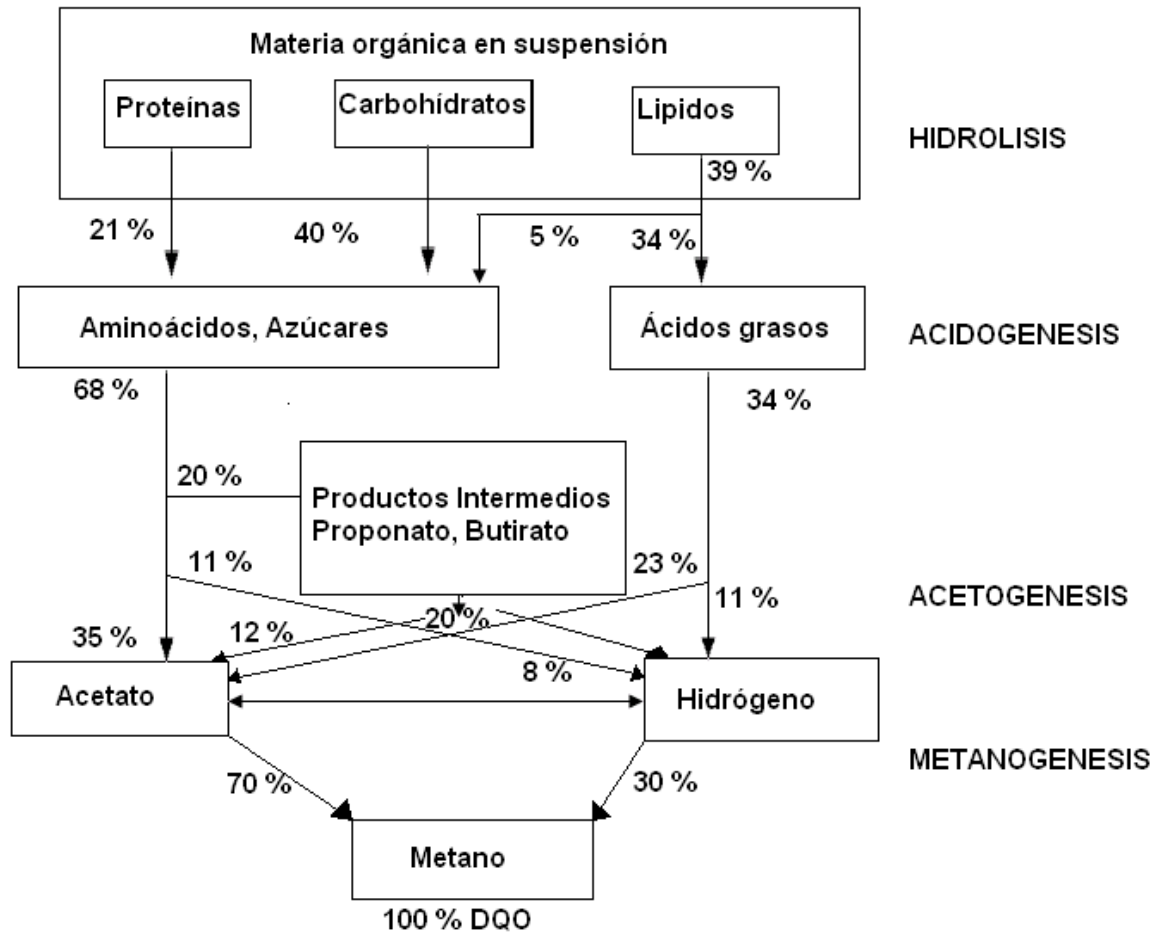 Materia orgánica en suspensión
Proteínas
Carbohídratos
Lipidos
HIDROLISIS
39 %
21 %
40 %
5 %
34 %
Aminoácidos, Azúcares
Ácidos grasos
ACIDOGENESIS
68 %
34 %
20 %
Productos Intermedios
Proponato, Butirato
11 %
23 %
11 %
ACETOGENESIS
20 %
35 %
12 %
8 %
Acetato
Hidrógeno
METANOGENESIS
70 %
30 %
Metano
100 % DQO